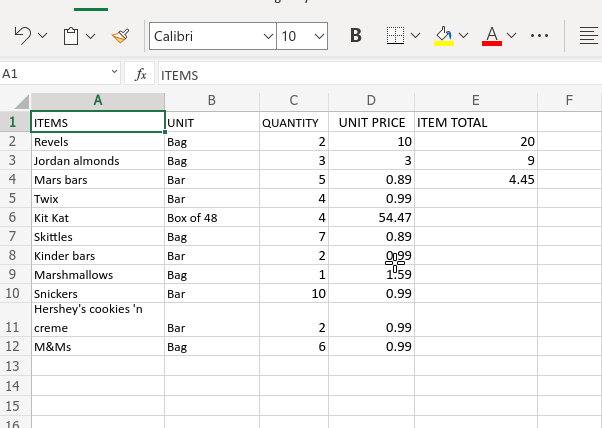 Calibri 10 B A
A1 fx ITEMS
A B C D E F
1 ITEMS UNIT QUANTITY UNIT PRICE ITEM TOTAL
2 Revels Bag 2 10 20
3 Jordan almonds Bag 3 3 9
4 Mars bars Bar 5 0.89 4.45
5 Twix Bar 4 0.99
6 Kit Kat Box of 48 4 54.47
7 Skittles Bag 7 0.89
8 Kinder bars Bar 2 0.99
9 Marshmallows Bag 1 1.59
10 Snickers Bar 10 0.99
Hershey's cookies 'n
11 creme Bar 2 0.99
12 M&Ms Bag 6 0.99
13
14
15
16